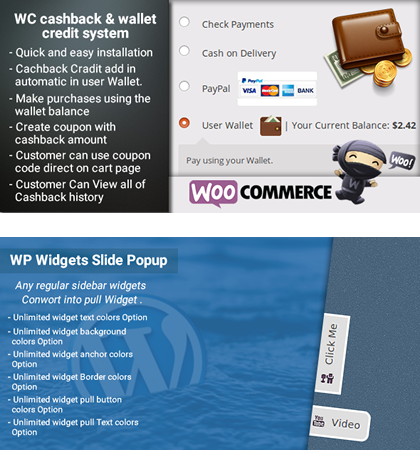 WC cashback & wallet
credit system
- Quick and easy installation
- Cachback Cradit add in
automatic in user Wallet.
- Make purchases using the
wallet balance
- Create coupon with
cashback amount
- Customer can use coupon
code direct on cart page
- Customer Can View all of
Cashback history
Check Payments
Cash on Delivery
PayPal
PayPal
VISA MasterCard AMEX BANK
User Wallet | Your Current Balance: $2.42
Pay using your Wallet.
Woo!
WOO COMMERCE
WP Widgets Slide Popup
Any regular sidebar widgets
Conwort into pull Widget .
- Unlimited widget text colors Option
- Unlimited widget background
colors Option
- Unlimited widget anchor colors
Option
- Unlimited widget Border colors
Option
- Unlimited widget pull button
colors Option
- Unlimited widget pull Text colors
Option
Click Me
You Tube Video